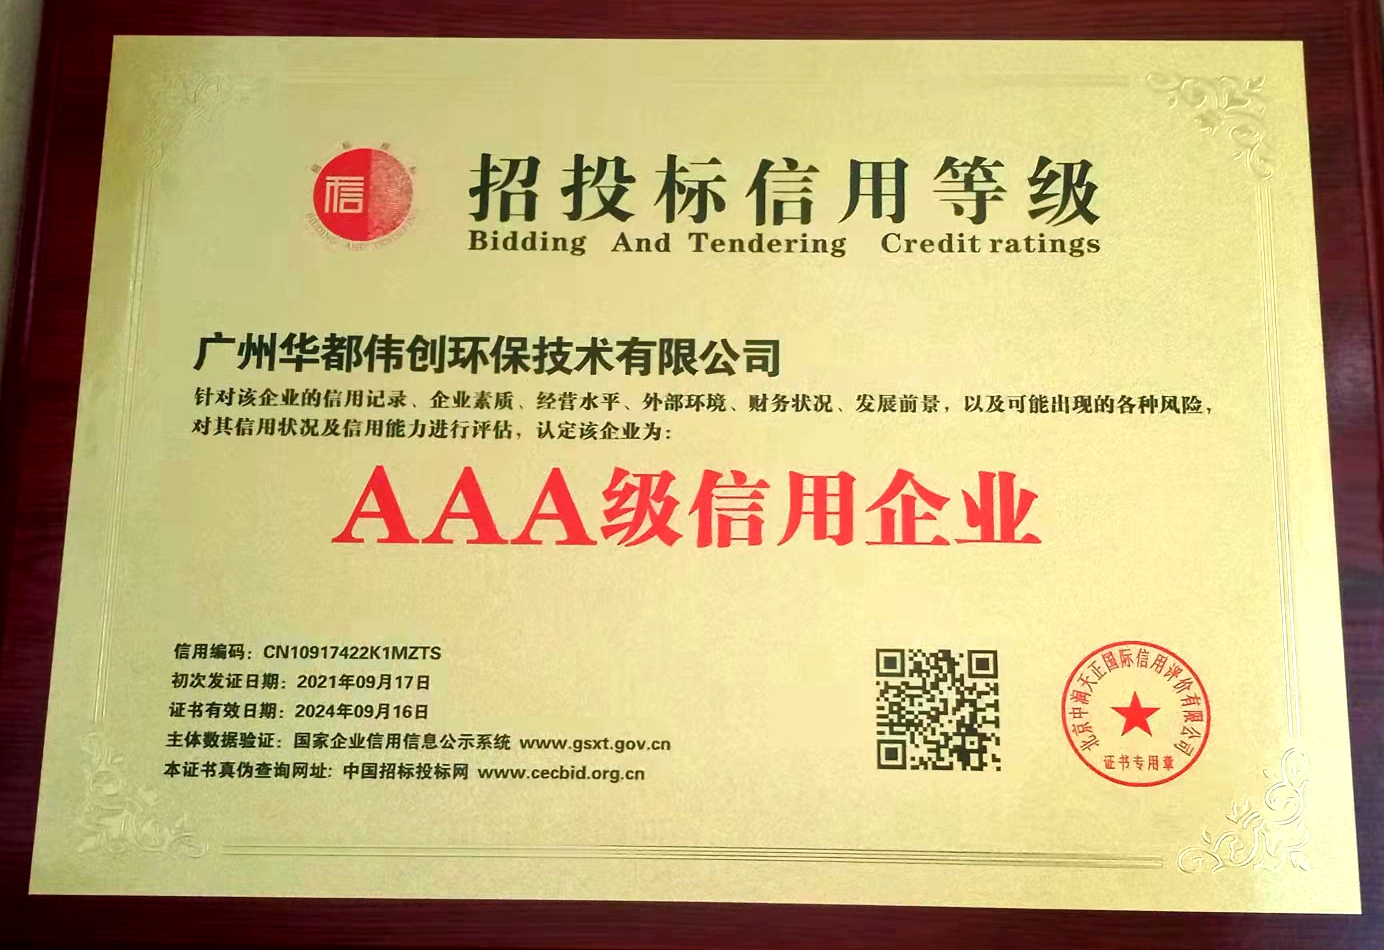 招投标
信
BIDDING AND TENDERING
招投标信用等级
Bidding And Tendering Credit ratings
广州华都伟创环保技术有限公司
针对该企业的信用记录、企业素质、经营水平、外部环境、财务状况、发展前景，以及可能出现的各种风险，
对其信用状况及信用能力进行评估，认定该企业为：
AAA级信用企业
信用编码：CN10917422K1MZTS
初次发证日期：2021年09月17日
证书有效日期：2024年09月16日
主体数据验证：国家企业信用信息公示系统 www.gsxt.gov.cn
本证书真伪查询网址：中国招标投标网 www.cecbid.org.cn
北京中润天正国际信用评价有限公司
证书专用章